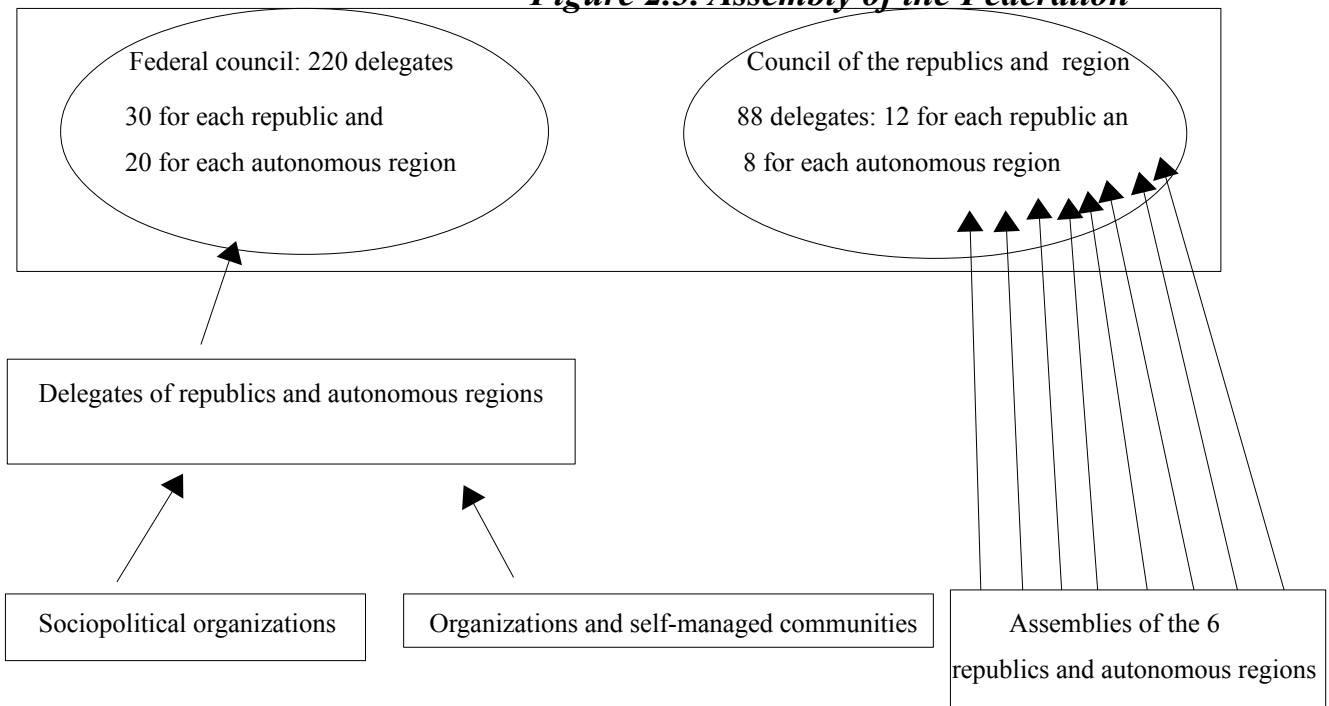 Figure 2.3. Assembly of the Federation
Federal council: 220 delegates
30 for each republic and
20 for each autonomous region
Council of the republics and region
88 delegates: 12 for each republic an
8 for each autonomous region
Delegates of republics and autonomous regions
Sociopolitical organizations
Organizations and self-managed communities
Assemblies of the 6
republics and autonomous regions